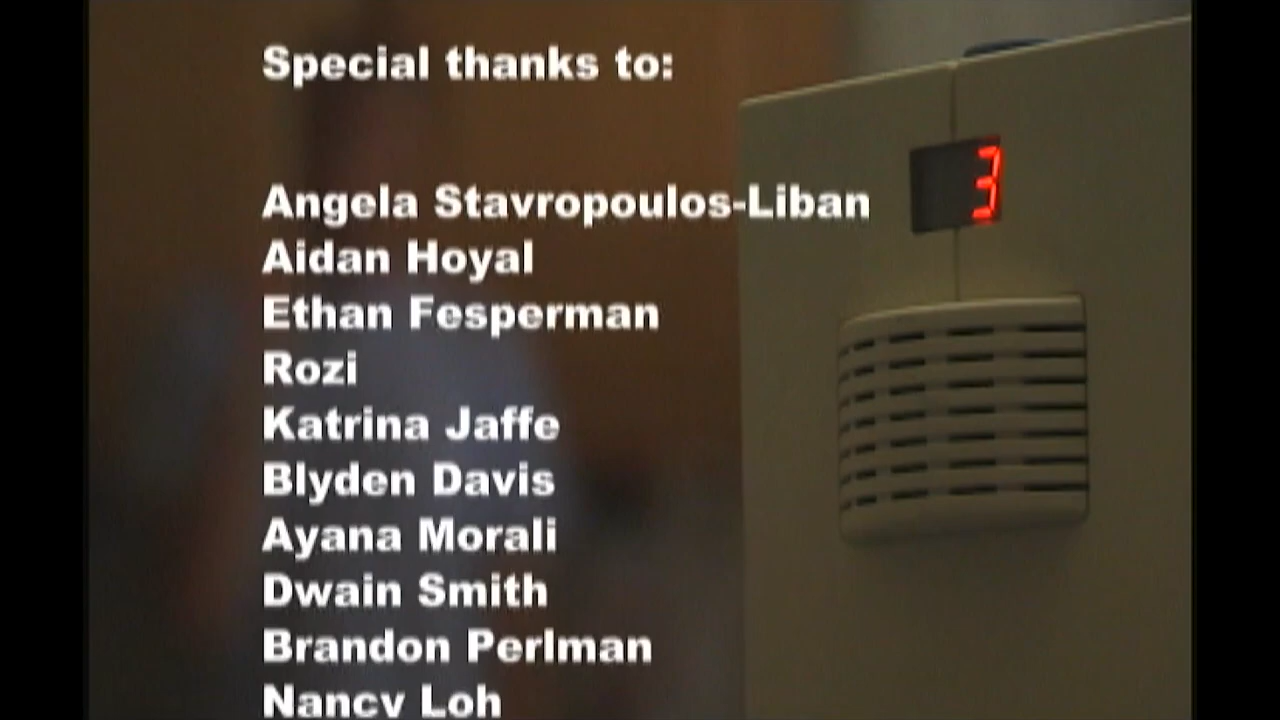 Special thanks to:
3
Angela Stavropoulos-Liban
Aidan Hoyal
Ethan Fesperman
Rozi
Katrina Jaffe
Blyden Davis
Ayana Morali
Dwain Smith
Brandon Perlman
Nancy Loh